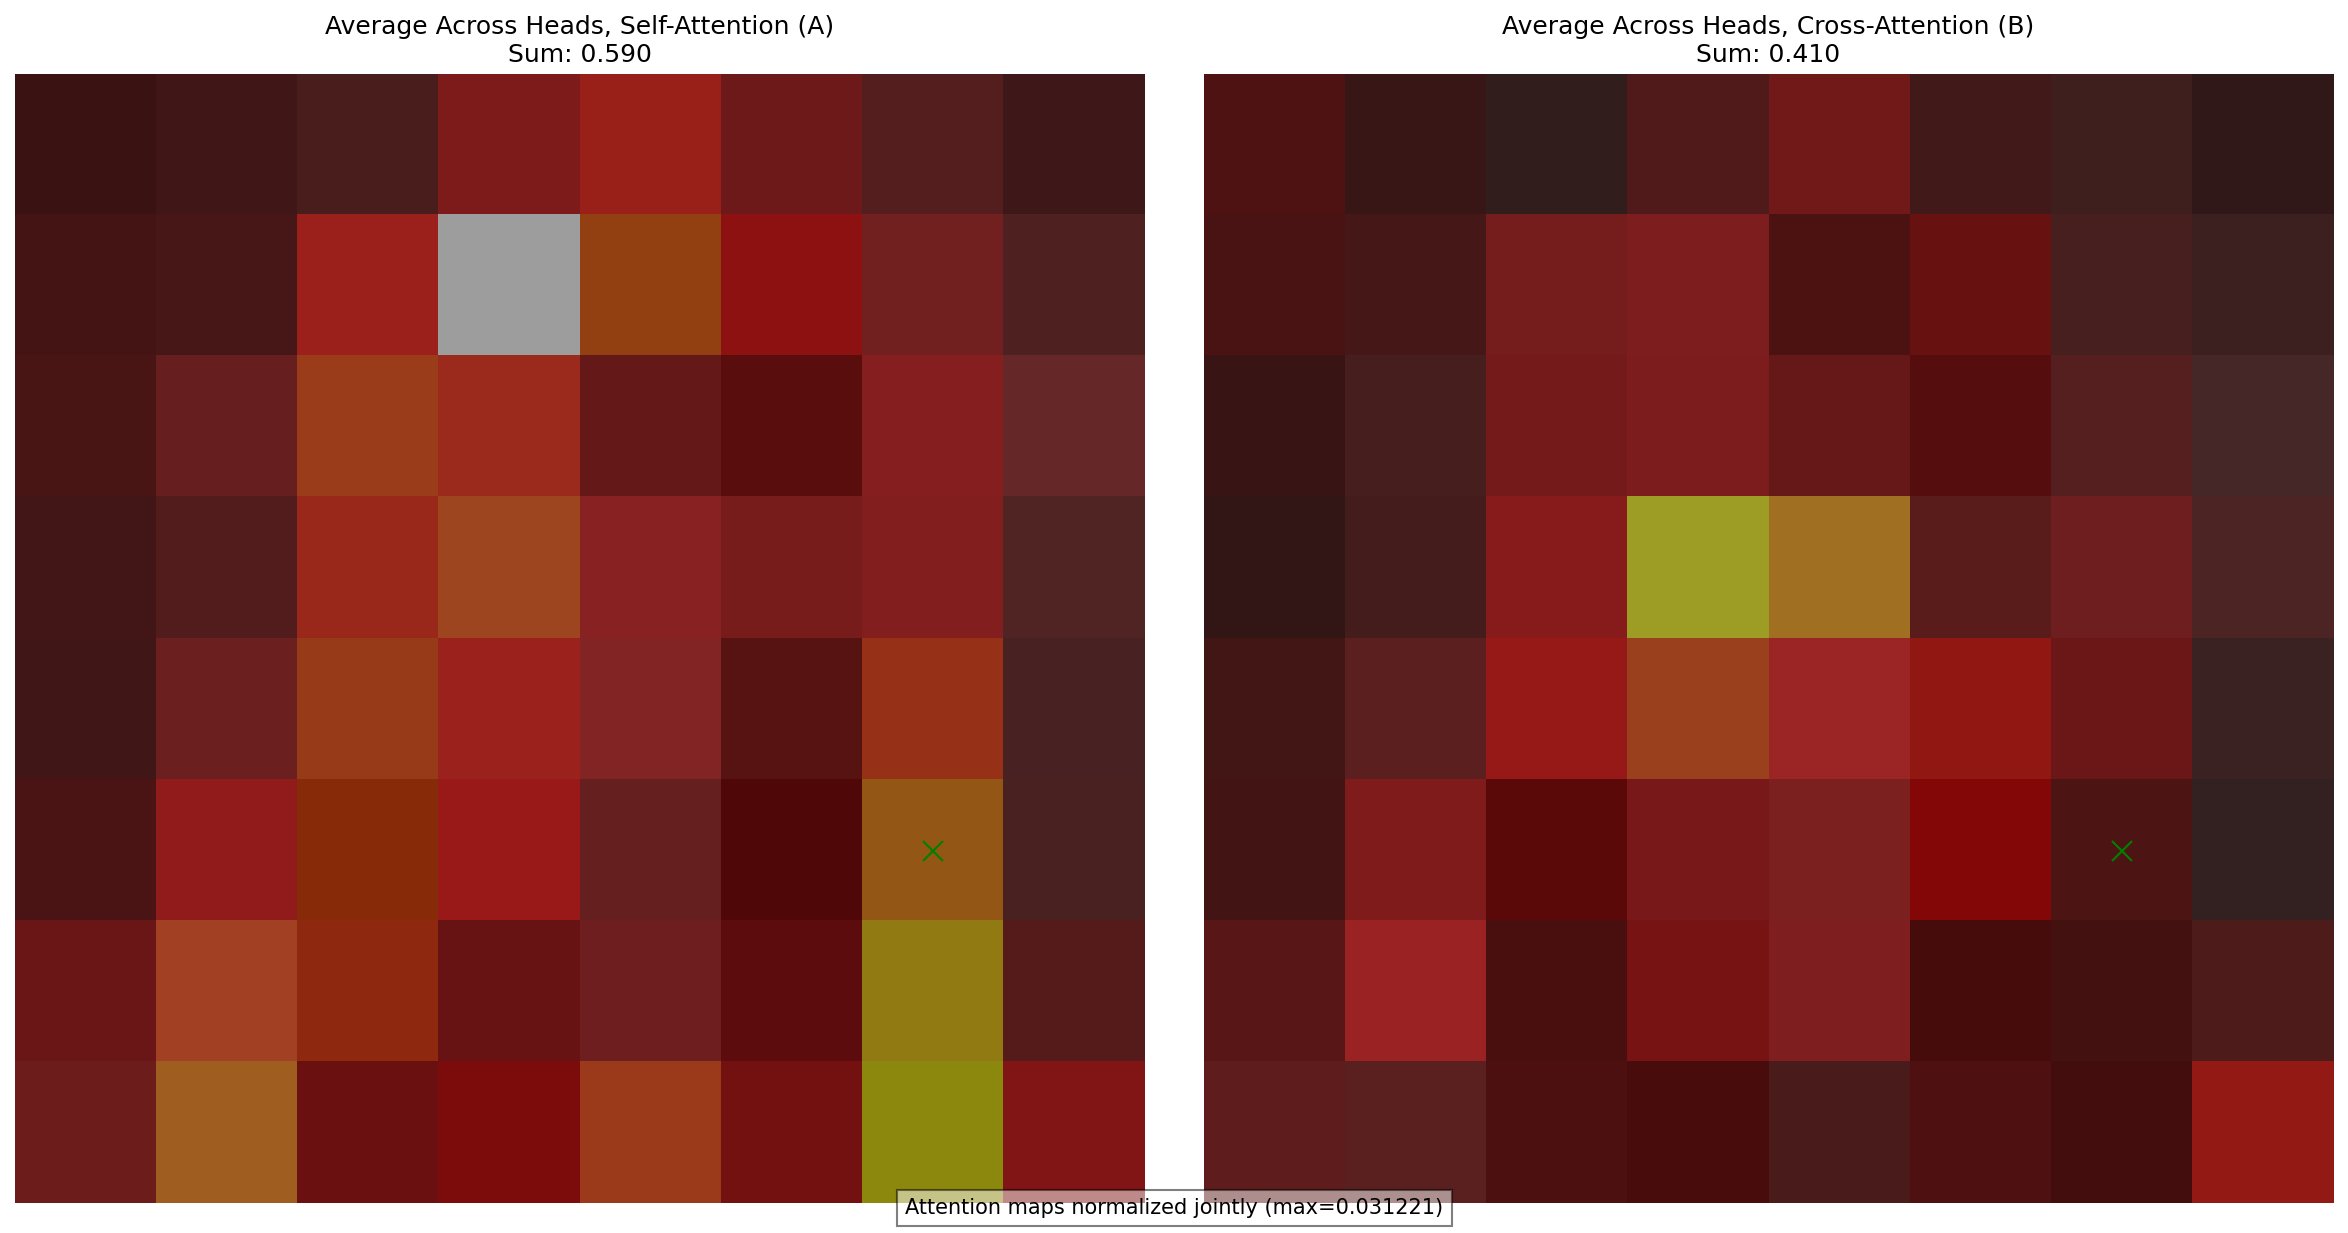 Average Across Heads, Self-Attention (A)
Sum: 0.590
Average Across Heads, Cross-Attention (B)
Sum: 0.410
Attention maps normalized jointly (max=0.031221)